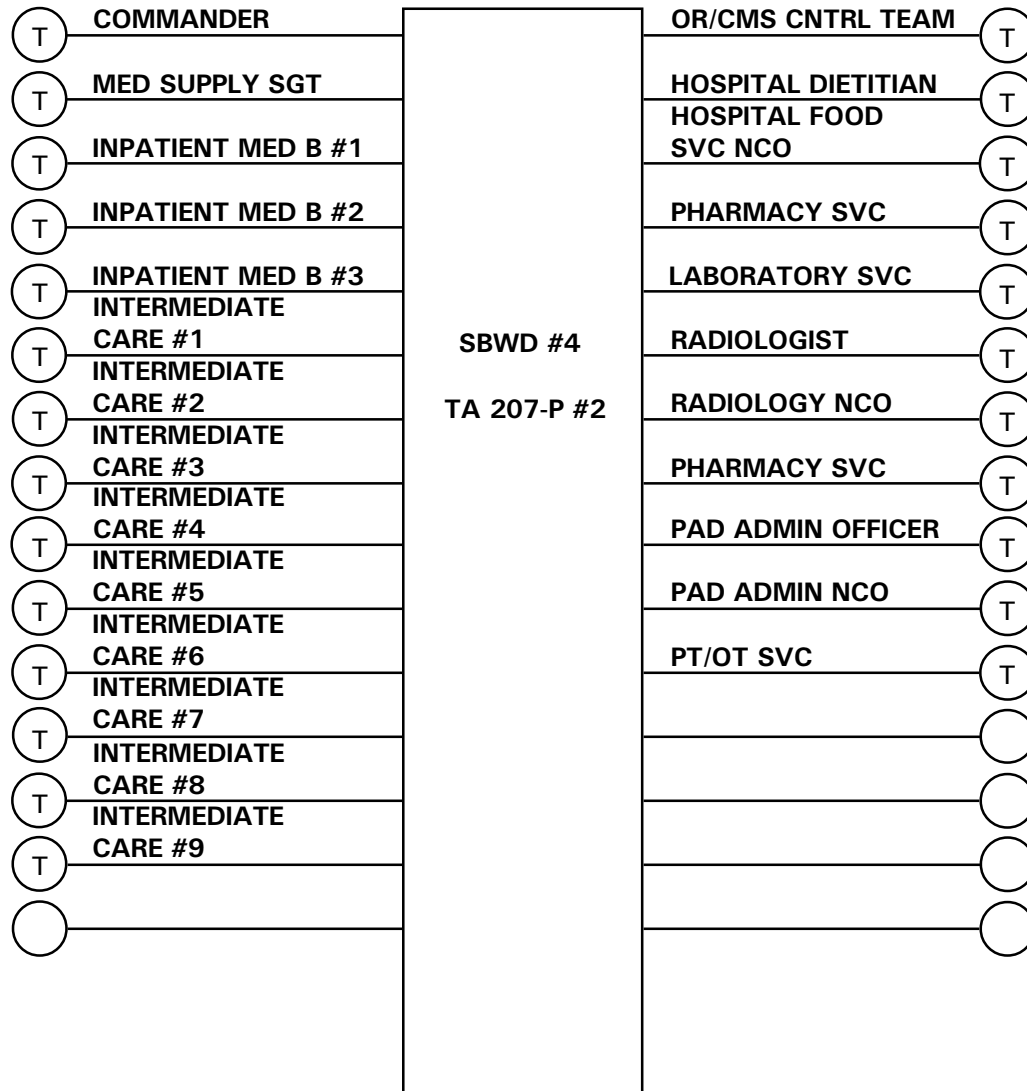 T COMMANDER
T MED SUPPLY SGT
T INPATIENT MED B #1
T INPATIENT MED B #2
T INPATIENT MED B #3
INTERMEDIATE
T CARE #1
INTERMEDIATE
T CARE #2
INTERMEDIATE
T CARE #3
INTERMEDIATE
T CARE #4
INTERMEDIATE
T CARE #5
INTERMEDIATE
T CARE #6
INTERMEDIATE
T CARE #7
INTERMEDIATE
T CARE #8
INTERMEDIATE
T CARE #9
SBWD #4
TA 207-P #2
OR/CMS CNTRL TEAM T
HOSPITAL DIETITIAN T
HOSPITAL FOOD
SVC NCO T
PHARMACY SVC T
LABORATORY SVC T
RADIOLOGIST T
RADIOLOGY NCO T
PHARMACY SVC T
PAD ADMIN OFFICER T
PAD ADMIN NCO T
PT/OT SVC T